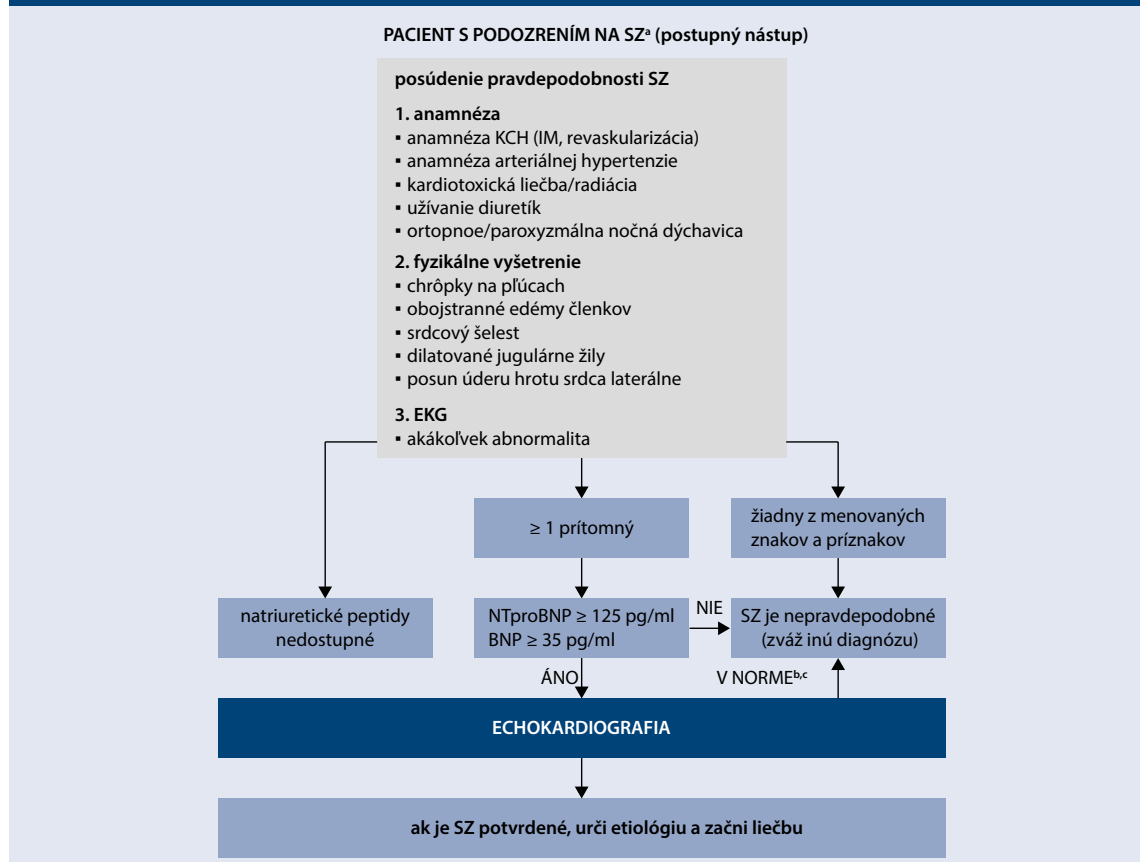 PACIENT S PODOZRENÍM NA SZᵃ (postupný nástup)
posúdenie pravdepodobnosti SZ
1. anamnéza
▪ anamnéza KCH (IM, revaskularizácia)
▪ anamnéza arteriálnej hypertenzie
▪ kardiotoxická liečba/radiácia
▪ užívanie diuretík
▪ ortopnoe/paroxyzmálna nočná dýchavica
2. fyzikálne vyšetrenie
▪ chrôpky na pľúcach
▪ obojstranné edémy členkov
▪ srdcový šelest
▪ dilatované jugulárne žily
▪ posun úderu hrotu srdca laterálne
3. EKG
▪ akákoľvek abnormalita
≥ 1 prítomný
žiadny z menovaných
znakov a príznakov
natriuretické peptidy
nedostupné
NTproBNP ≥ 125 pg/ml
BNP ≥ 35 pg/ml
NIE
SZ je nepravdepodobné
(zváž inú diagnózu)
ÁNO
V NORMEᵇ,ᶜ
ECHOKARDIOGRAFIA
ak je SZ potvrdené, urči etiológiu a začni liečbu